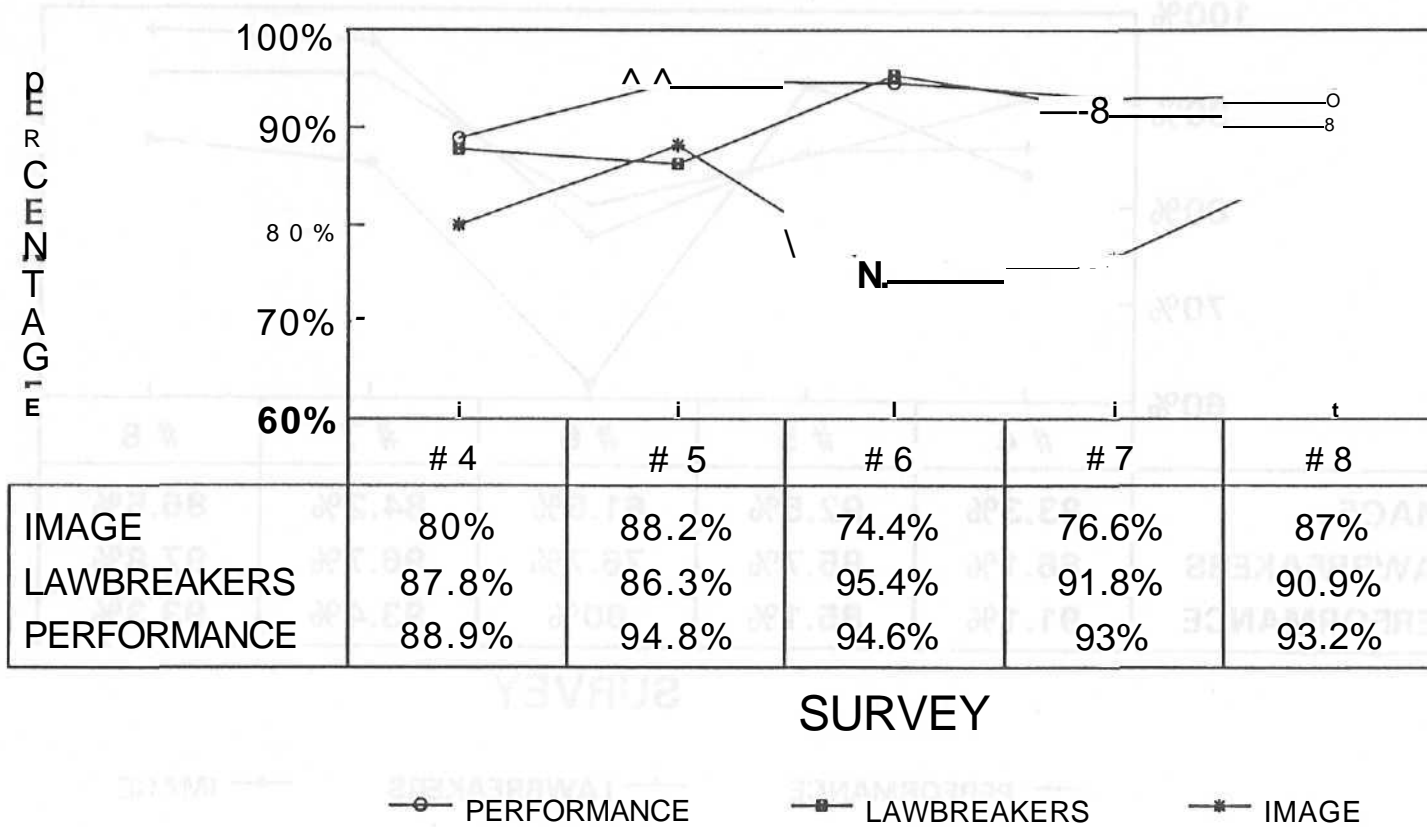 100%
90%
80%
70%
60%
PERCENTAGE
#4 #5 #6 #7 #8
IMAGE 80% 88.2% 74.4% 76.6% 87%
LAWBREAKERS 87.8% 86.3% 95.4% 91.8% 90.9%
PERFORMANCE 88.9% 94.8% 94.6% 93% 93.2%
SURVEY
PERFORMANCE LAWBREAKERS IMAGE